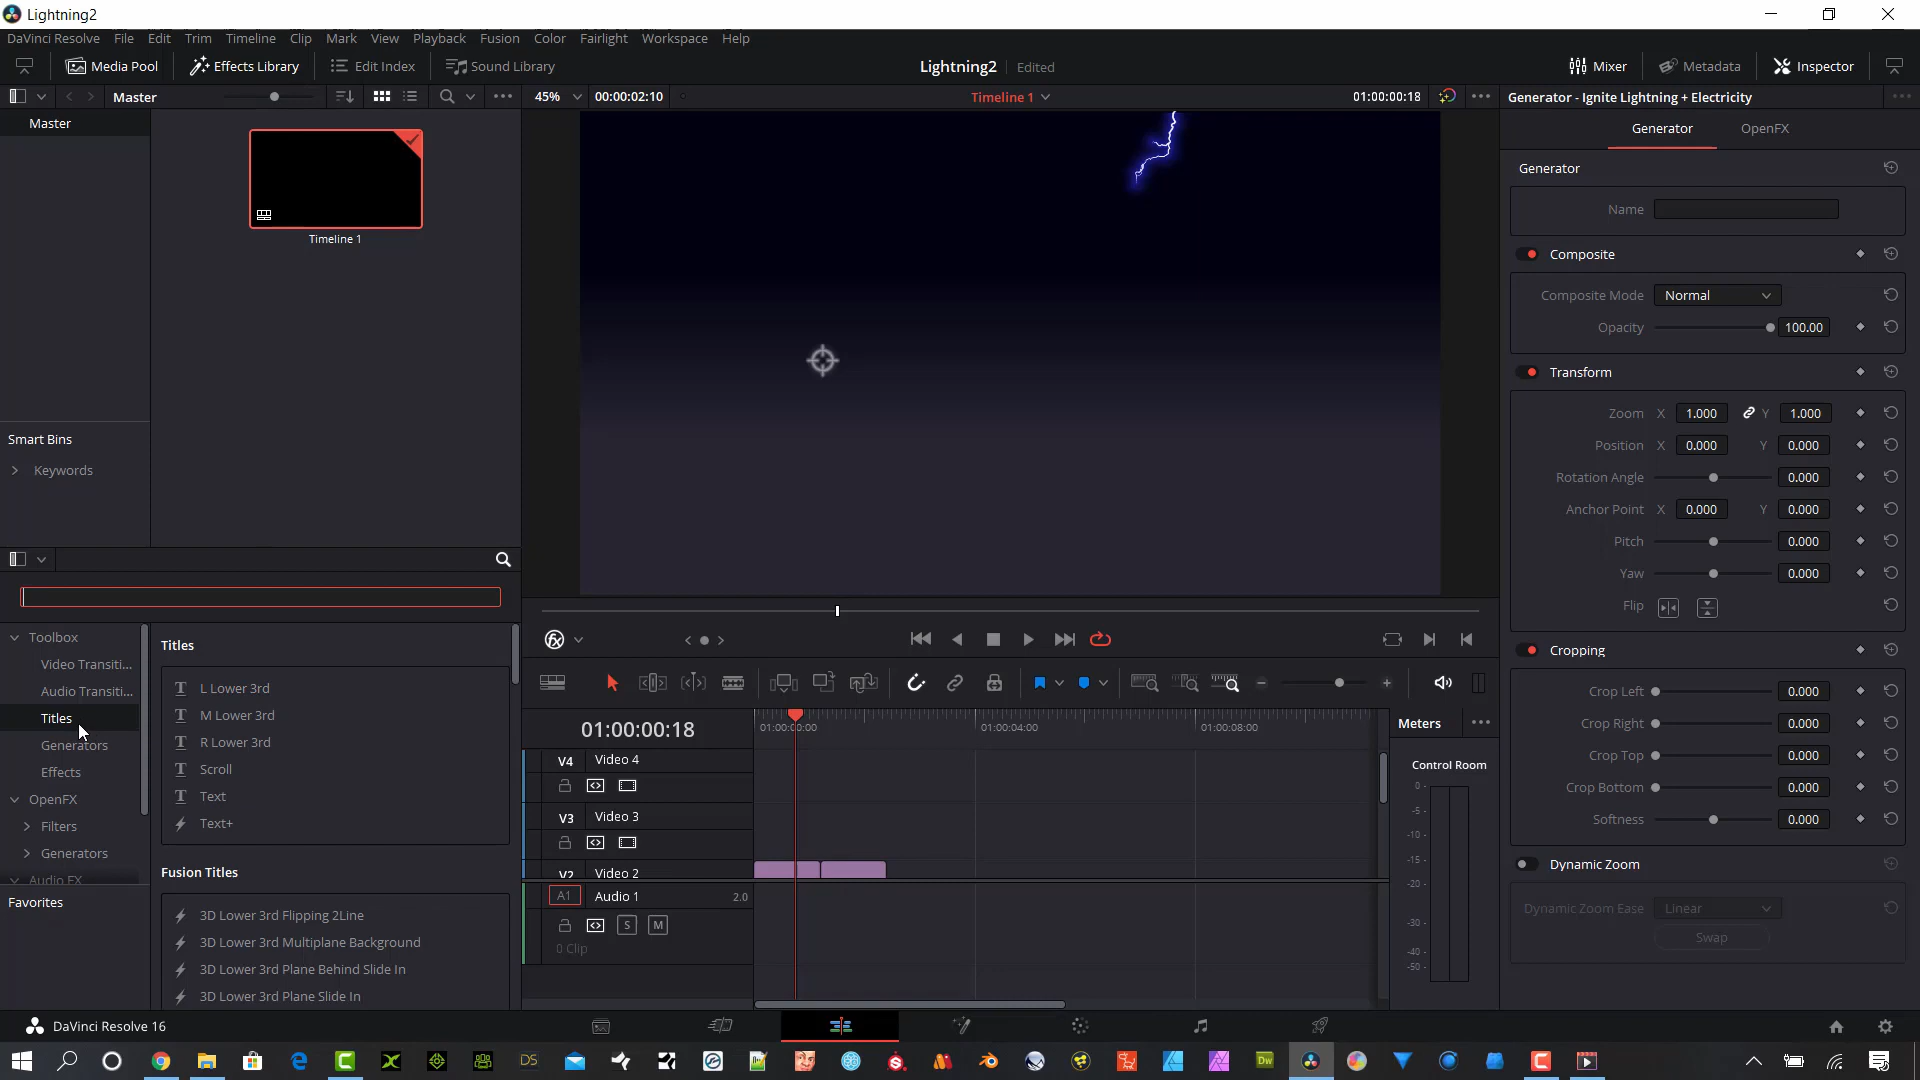 Lightning2
DaVinci Resolve File Edit Trim Timeline Clip Mark View Playback Fusion Color Fairlight Workspace Help
Media Pool Effects Library Edit Index Sound Library Lightning2 Edited Mixer Metadata Inspector
Master 45% 00:00:02:10 Timeline 1 01:00:00:18 Generator - Ignite Lightning + Electricity
Master
Timeline 1
Smart Bins
Keywords
Generator OpenFX
Generator
Name
Composite
Composite Mode Normal
Opacity 100.00
Transform
Zoom X 1.000 Y 1.000
Position X 0.000 Y 0.000
Rotation Angle 0.000
Anchor Point X 0.000 Y 0.000
Pitch 0.000
Yaw 0.000
Flip
Cropping
Crop Left 0.000
Crop Right 0.000
Crop Top 0.000
Crop Bottom 0.000
Softness 0.000
Dynamic Zoom
Dynamic Zoom Ease Linear
Swap
Toolbox
Video Transiti...
Audio Transiti...
Titles
Generators
Effects
OpenFX
Filters
Generators
Audio FX
Favorites
Titles
L Lower 3rd
M Lower 3rd
R Lower 3rd
Scroll
Text
Text+
Fusion Titles
3D Lower 3rd Flipping 2Line
3D Lower 3rd Multiplane Background
3D Lower 3rd Plane Behind Slide In
3D Lower 3rd Plane Slide In
01:00:00:18 01:00:00:00 01:00:04:00 01:00:08:00
V4 Video 4
V3 Video 3
V2 Video 2
A1 Audio 1 2.0
S M
0 Clip
Meters
Control Room
0
-5
-10
-15
-20
-30
-40
-50
DaVinci Resolve 16
DS
Dw